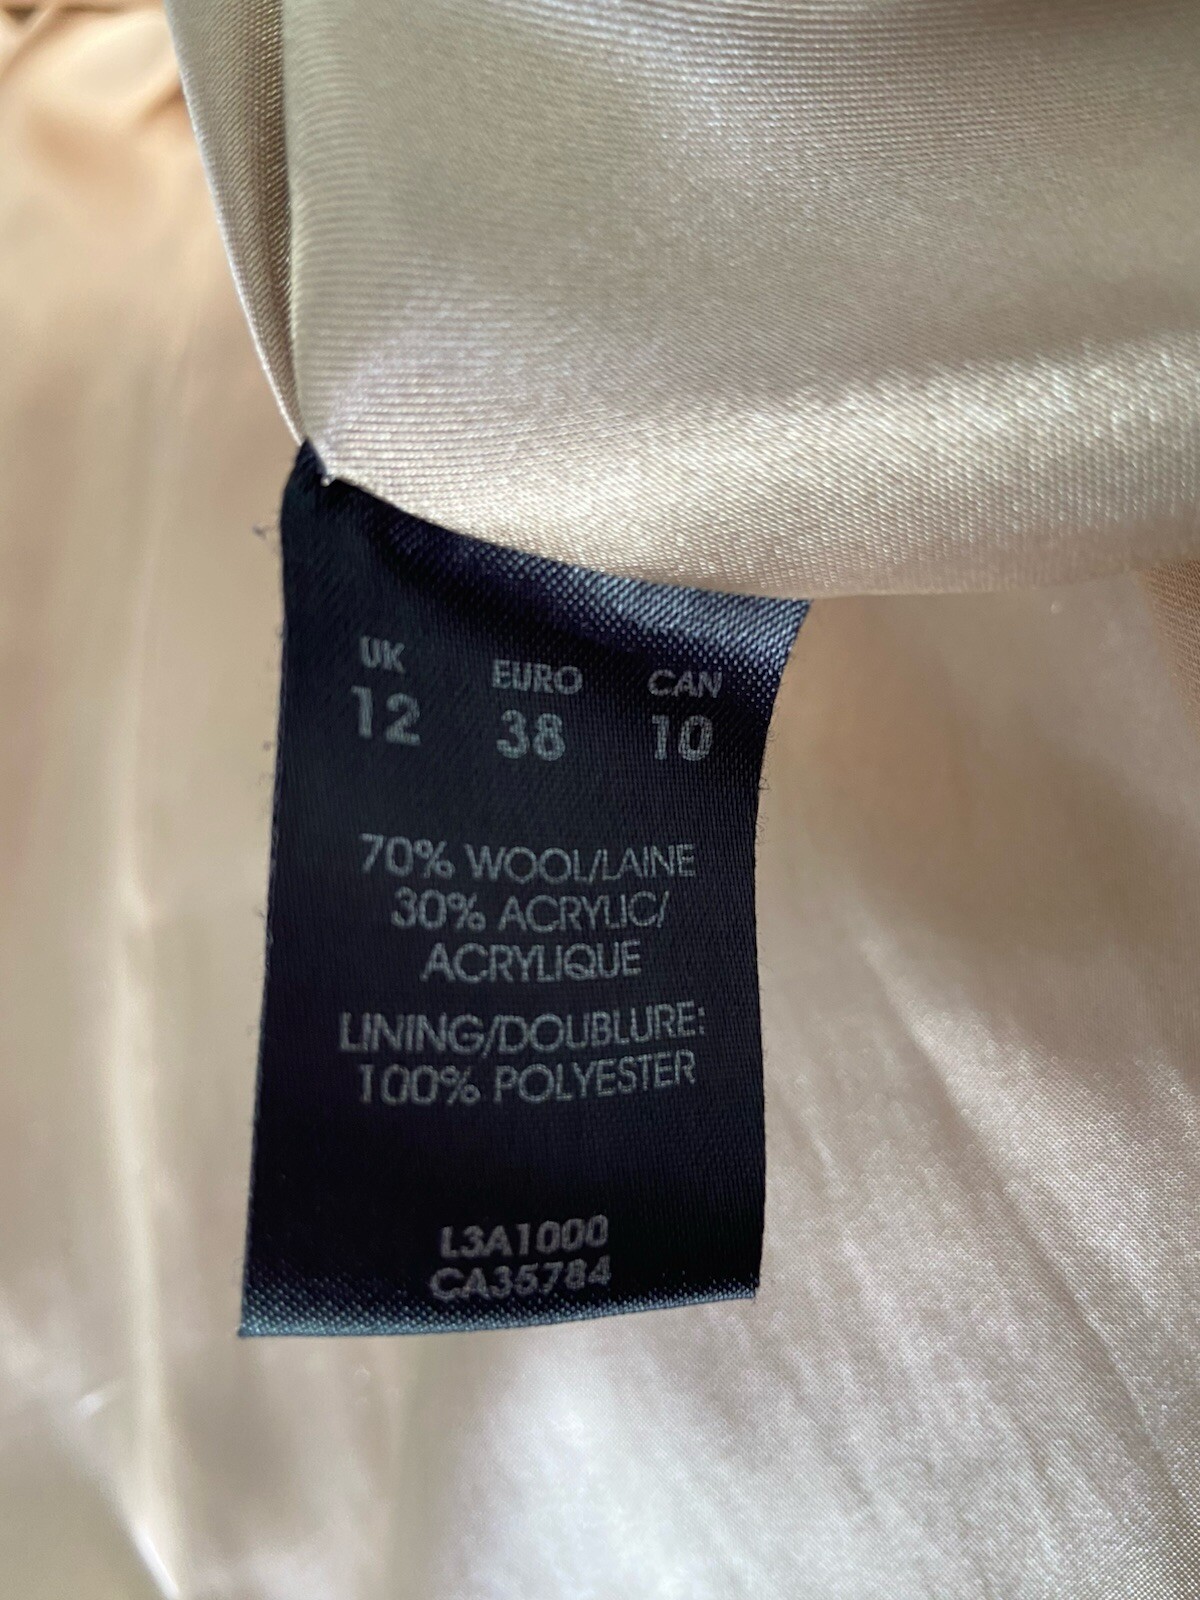 UK EURO CAN
12 38 10
70% WOOL/LAINE
30% ACRYLIC/
ACRYLIQUE
LINING/DOUBLURE:
100% POLYESTER
L3A1000
CA35784